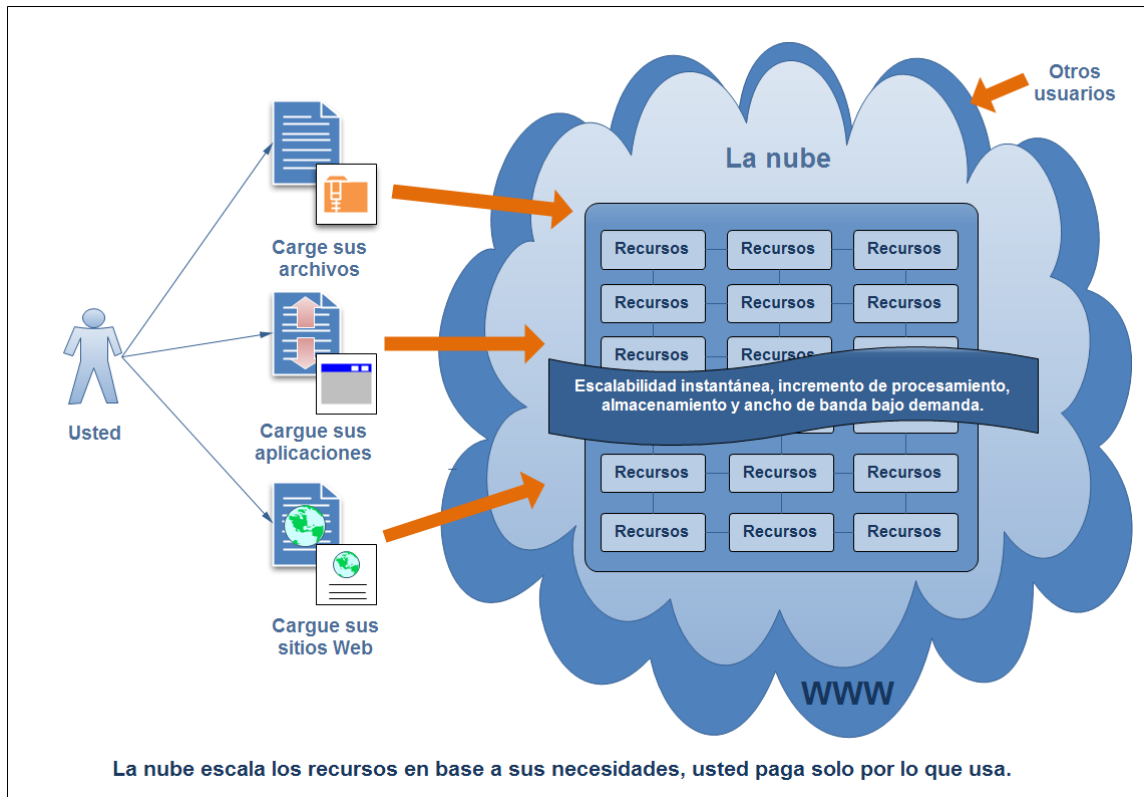 Otros
usuarios
La nube
Carge sus
archivos
Recursos Recursos Recursos
Recursos Recursos Recursos
Recursos Recursos
Usted
Cargue sus
aplicaciones
Escalabilidad instantánea, incremento de procesamiento,
almacenamiento y ancho de banda bajo demanda.
Recursos Recursos Recursos
Recursos Recursos Recursos
Cargue sus
sitios Web
WWW
La nube escala los recursos en base a sus necesidades, usted paga solo por lo que usa.